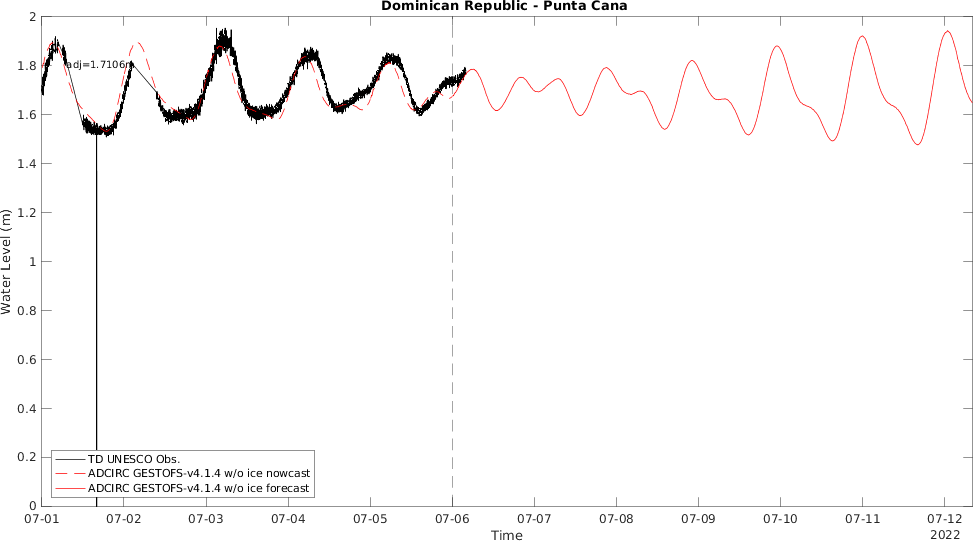 Dominican Republic - Punta Cana
2
1.8
1.6
1.4
1.2
1
0.8
0.6
0.4
0.2
0
Water Level (m)
adj=1.7106m
TD UNESCO Obs.
ADCIRC GESTOFS-v4.1.4 w/o ice nowcast
ADCIRC GESTOFS-v4.1.4 w/o ice forecast
07-01 07-02 07-03 07-04 07-05 07-06 07-07 07-08 07-09 07-10 07-11 07-12
Time
2022